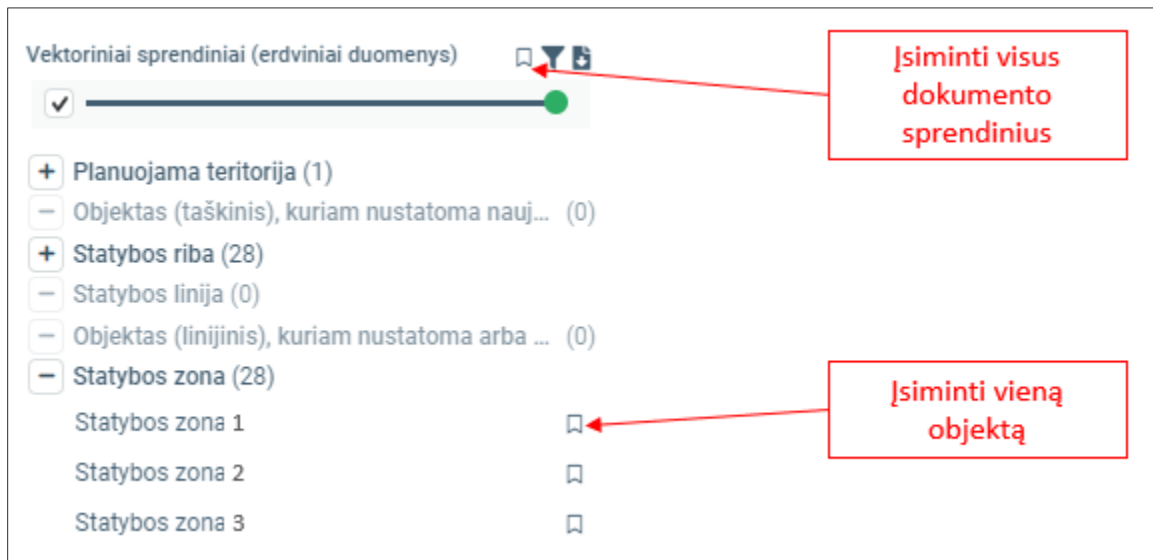 Vektoriniai sprendiniai (erdviniai duomenys)
Įsiminti visus
dokumento
sprendinius
Planuojama teritorija (1)
Objektas (taškinis), kuriam nustatoma nauj... (0)
Statybos riba (28)
Statybos linija (0)
Objektas (linijinis), kuriam nustatoma arba ... (0)
Statybos zona (28)
Įsiminti vieną
objektą
Statybos zona 1
Statybos zona 2
Statybos zona 3